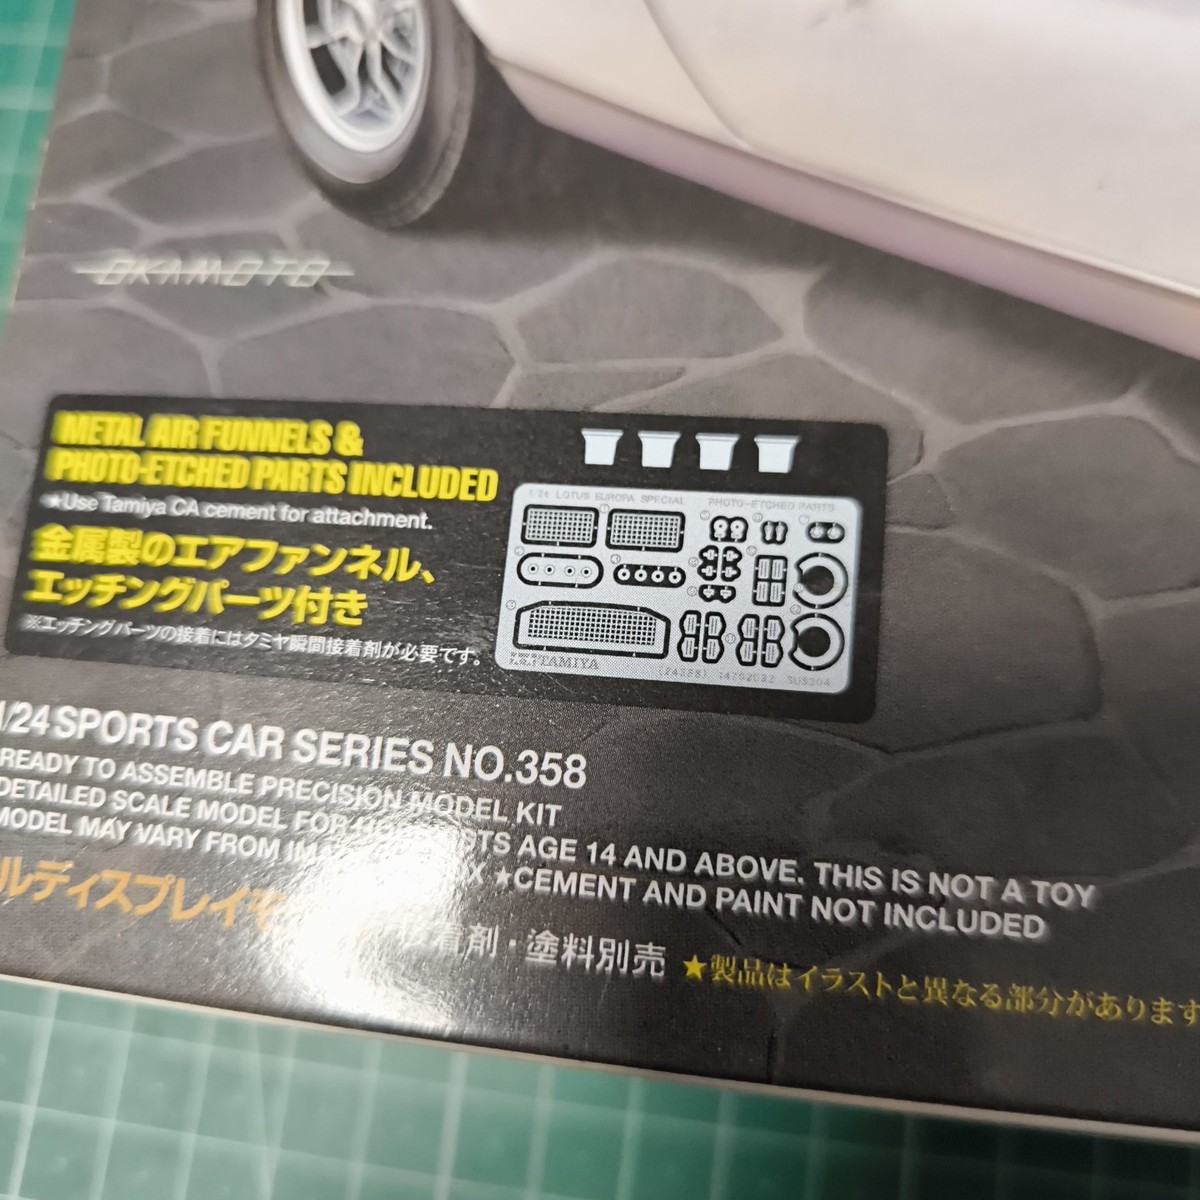 OKAMOTO
METAL AIR FUNNELS &
PHOTO-ETCHED PARTS INCLUDED
★Use Tamiya CA cement for attachment.
金属製のエアファンネル、
エッチングパーツ付き
※エッチングパーツの接着にはタミヤ瞬間接着剤が必要です。
1/24 LOTUS EUROPA SPECIAL PHOTO-ETCHED PARTS
TAMIYA SUS304
1/24 SPORTS CAR SERIES NO.358
READY TO ASSEMBLE PRECISION MODEL KIT
DETAILED SCALE MODEL FOR AGE 14 AND ABOVE. THIS IS NOT A TOY
MODEL MAY VARY FROM ★CEMENT AND PAINT NOT INCLUDED
ルディスプレイモ
着剤・塗料別売
★製品はイラストと異なる部分があります